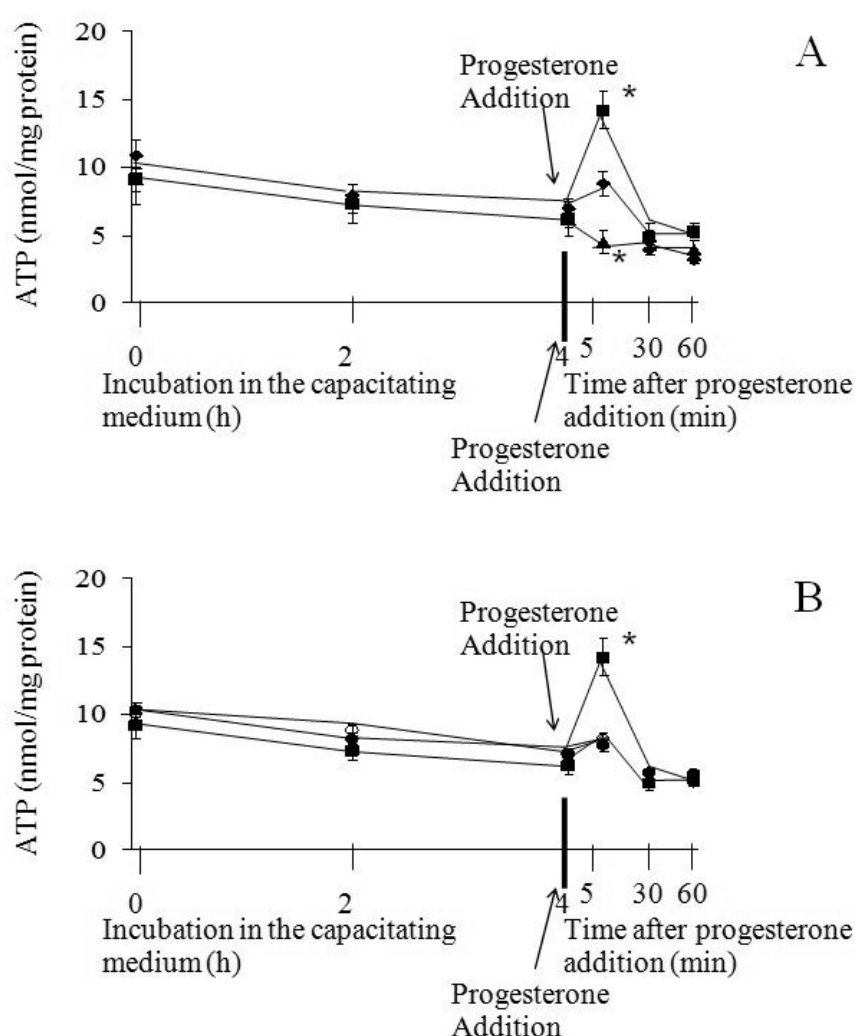 A
20
15
10
5
0
ATP (nmol/mg protein)
Progesterone
Addition
*
*
0
2
4
5
30
60
Incubation in the capacitating
medium (h)
Time after progesterone
addition (min)
Progesterone
Addition
B
20
15
10
5
0
ATP (nmol/mg protein)
Progesterone
Addition
*
0
2
4
5
30
60
Incubation in the capacitating
medium (h)
Time after progesterone
addition (min)
Progesterone
Addition